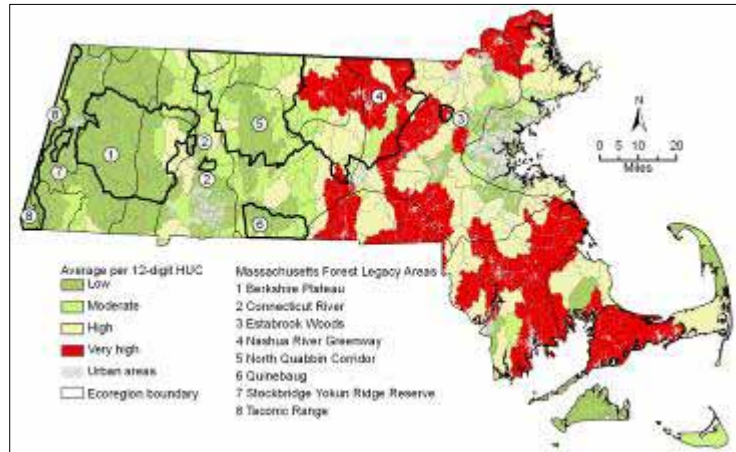 8
1
7
8
2
2
5
6
4
3
N
0 5 10 20
Miles
Average per 12-digit HUC
Low
Moderate
High
Very high
Urban areas
Ecoregion boundary
Massachusetts Forest Legacy Areas
1 Berkshire Plateau
2 Connecticut River
3 Estabrook Woods
4 Nashua River Greenway
5 North Quabbin Corridor
6 Quinebaug
7 Stockbridge Yokun Ridge Reserve
8 Taconic Range